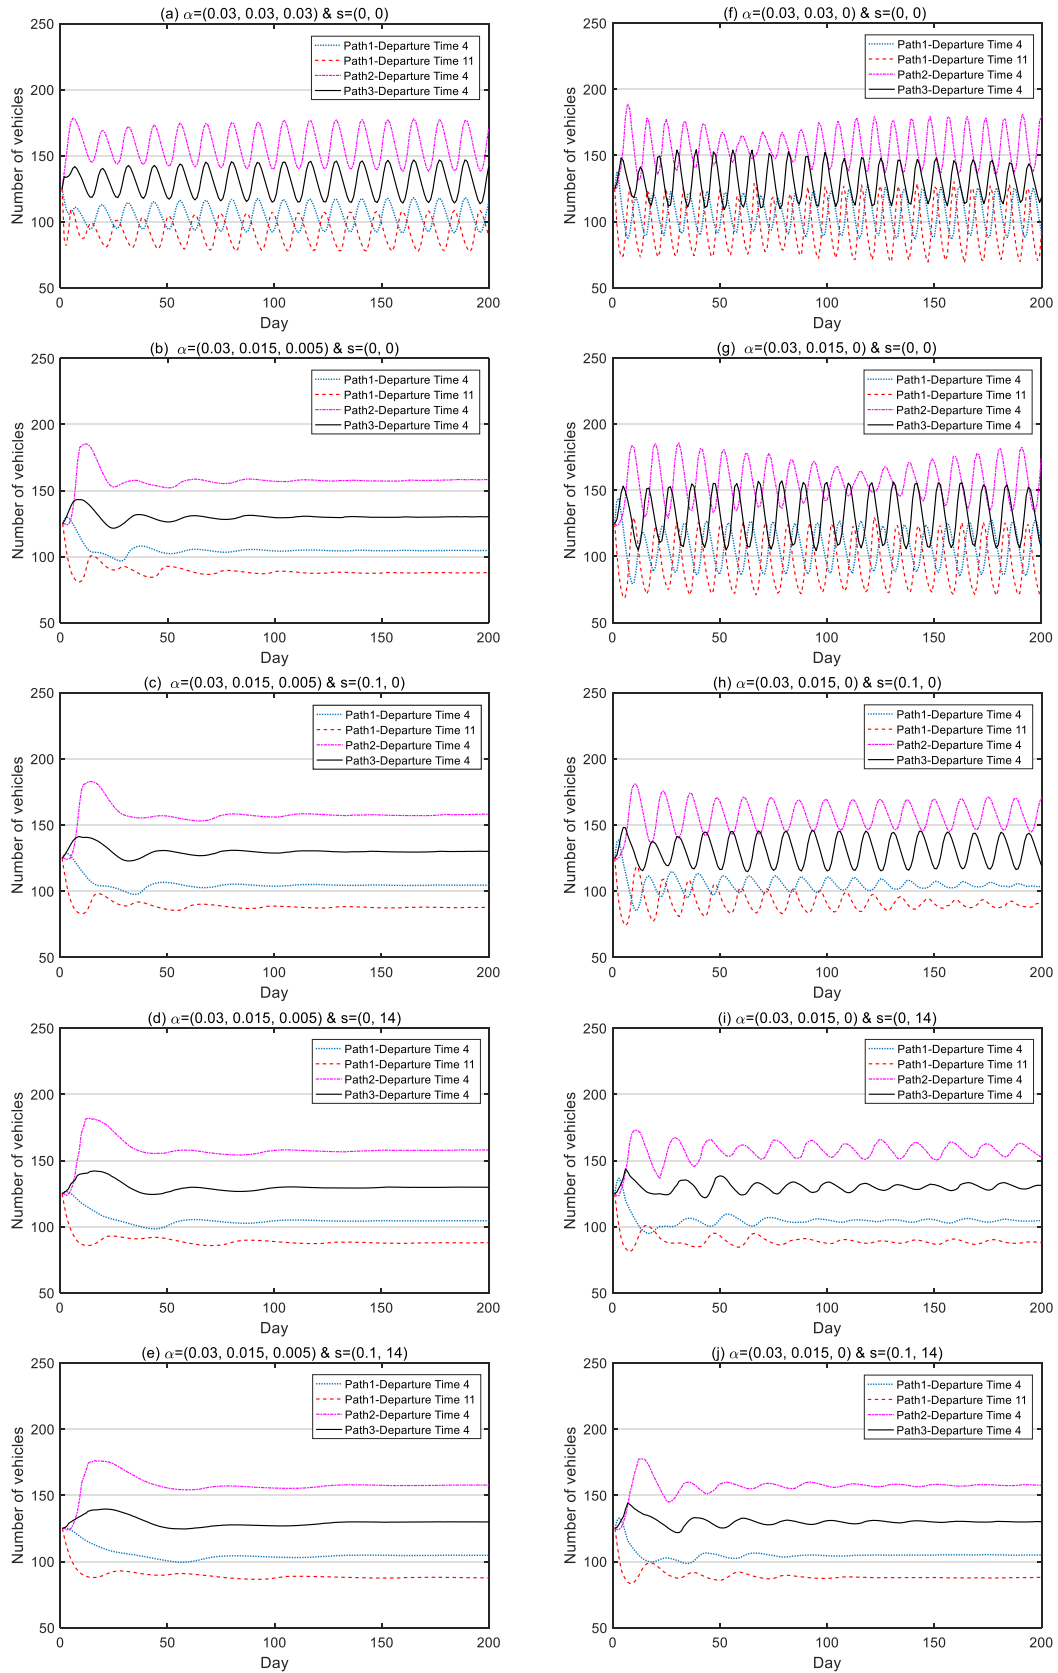 (a) α=(0.03, 0.03, 0.03) & s=(0, 0)
250
200
150
100
50
Number of vehicles
Path1-Departure Time 4
Path1-Departure Time 11
Path2-Departure Time 4
Path3-Departure Time 4
0 50 100 150 200
Day
(f) α=(0.03, 0.03, 0) & s=(0, 0)
250
200
150
100
50
Number of vehicles
Path1-Departure Time 4
Path1-Departure Time 11
Path2-Departure Time 4
Path3-Departure Time 4
0 50 100 150 200
Day
(b) α=(0.03, 0.015, 0.005) & s=(0, 0)
250
200
150
100
50
Number of vehicles
Path1-Departure Time 4
Path1-Departure Time 11
Path2-Departure Time 4
Path3-Departure Time 4
0 50 100 150 200
Day
(g) α=(0.03, 0.015, 0) & s=(0, 0)
250
200
150
100
50
Number of vehicles
Path1-Departure Time 4
Path1-Departure Time 11
Path2-Departure Time 4
Path3-Departure Time 4
0 50 100 150 200
Day
(c) α=(0.03, 0.015, 0.005) & s=(0.1, 0)
250
200
150
100
50
Number of vehicles
Path1-Departure Time 4
Path1-Departure Time 11
Path2-Departure Time 4
Path3-Departure Time 4
0 50 100 150 200
Day
(h) α=(0.03, 0.015, 0) & s=(0.1, 0)
250
200
150
100
50
Number of vehicles
Path1-Departure Time 4
Path1-Departure Time 11
Path2-Departure Time 4
Path3-Departure Time 4
0 50 100 150 200
Day
(d) α=(0.03, 0.015, 0.005) & s=(0, 14)
250
200
150
100
50
Number of vehicles
Path1-Departure Time 4
Path1-Departure Time 11
Path2-Departure Time 4
Path3-Departure Time 4
0 50 100 150 200
Day
(i) α=(0.03, 0.015, 0) & s=(0, 14)
250
200
150
100
50
Number of vehicles
Path1-Departure Time 4
Path1-Departure Time 11
Path2-Departure Time 4
Path3-Departure Time 4
0 50 100 150 200
Day
(e) α=(0.03, 0.015, 0.005) & s=(0.1, 14)
250
200
150
100
50
Number of vehicles
Path1-Departure Time 4
Path1-Departure Time 11
Path2-Departure Time 4
Path3-Departure Time 4
0 50 100 150 200
Day
(j) α=(0.03, 0.015, 0) & s=(0.1, 14)
250
200
150
100
50
Number of vehicles
Path1-Departure Time 4
Path1-Departure Time 11
Path2-Departure Time 4
Path3-Departure Time 4
0 50 100 150 200
Day